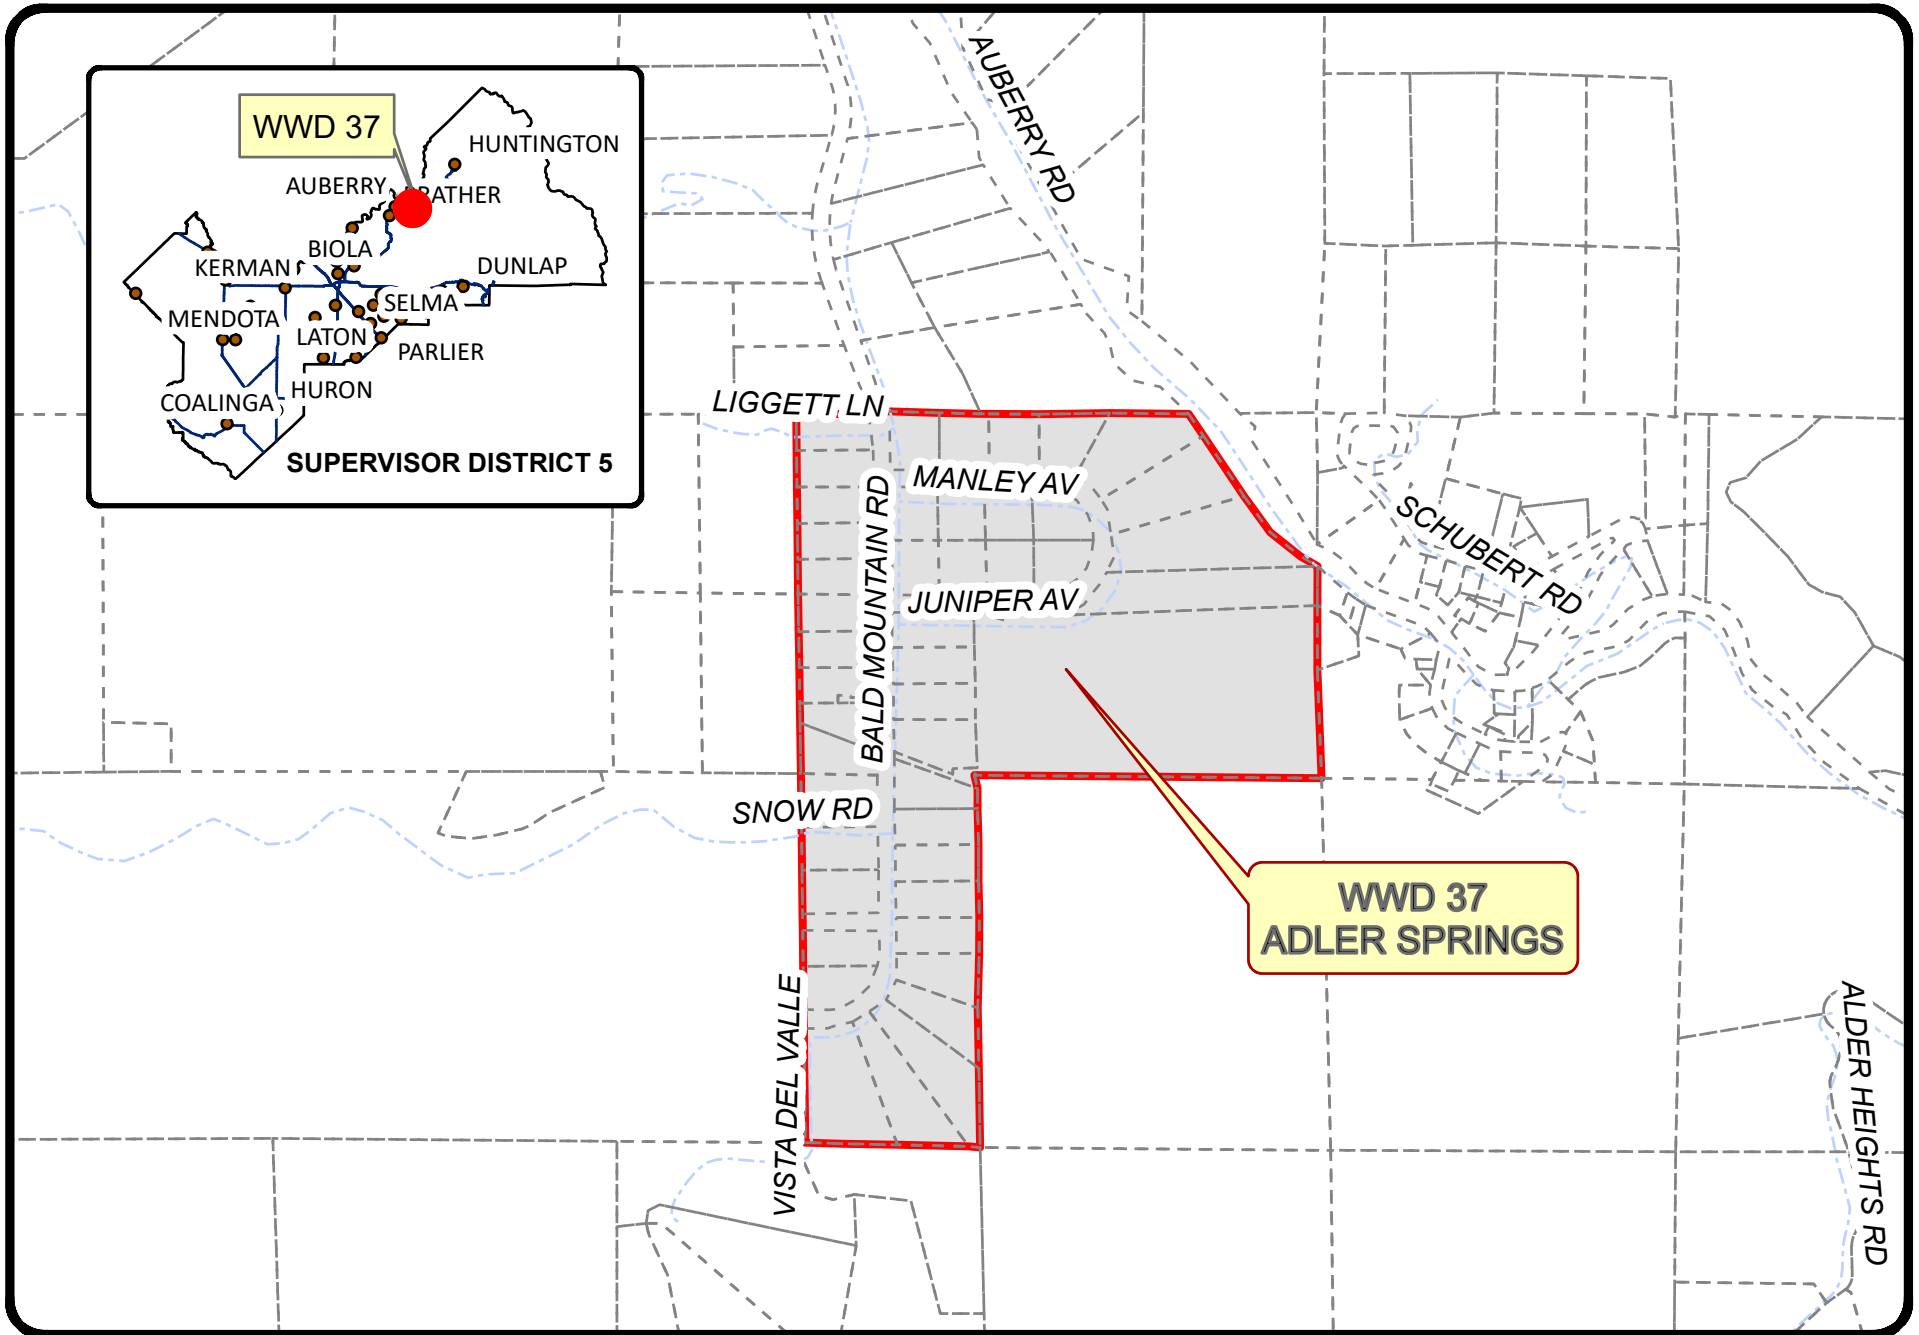 WWD 37
HUNTINGTON
AUBERRY
RATHER
BIOLA
KERMAN
DUNLAP
SELMA
MENDOTA
LATON
PARLIER
HURON
COALINGA
SUPERVISOR DISTRICT 5
AUBERRY RD
LIGGETT LN
MANLEY AV
BALD MOUNTAIN RD
JUNIPER AV
SCHUBERT RD
SNOW RD
WWD 37
ADLER SPRINGS
VISTA DEL VALLE
ALDER HEIGHTS RD